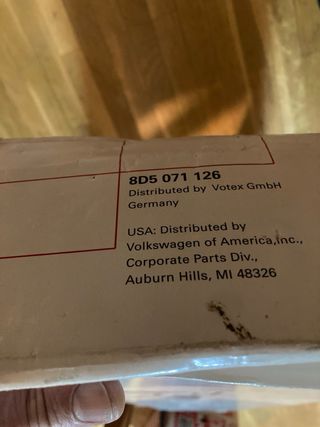 8D5 071 126
Distributed by Votex GmbH
Germany
USA: Distributed by
Volkswagen of America,inc.,
Corporate Parts Div.,
Auburn Hills, MI 48326